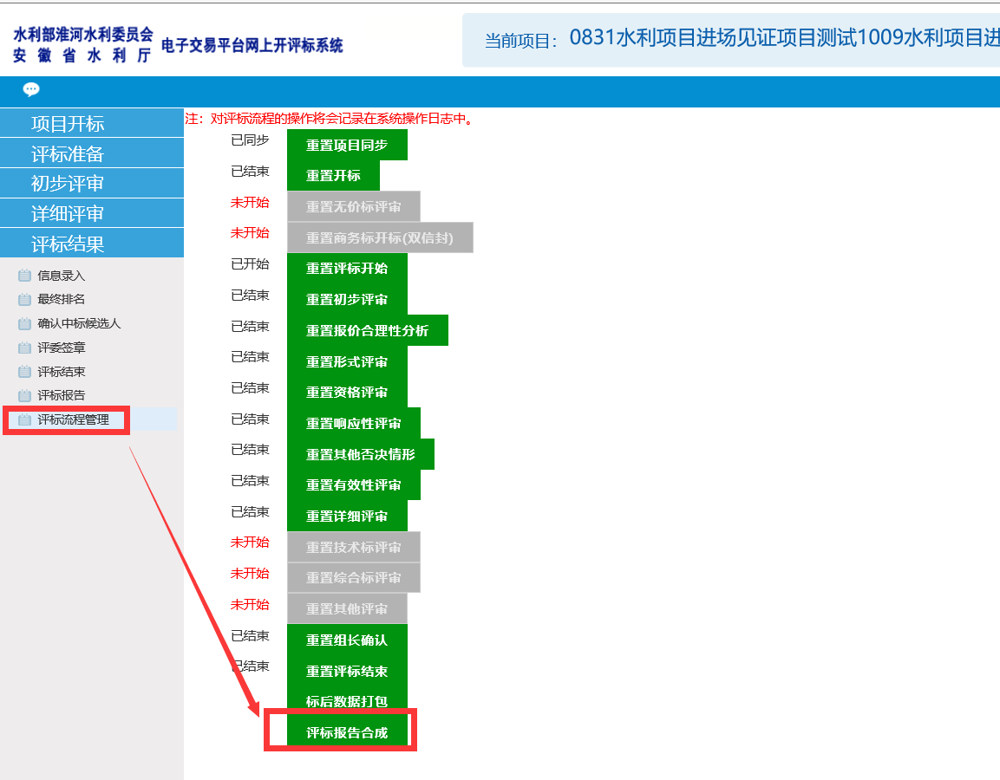 水利部淮河水利委员会
安徽省水利厅
电子交易平台网上开评标系统
当前项目： 0831水利项目进场见证项目测试1009水利项目进
项目开标
评标准备
初步评审
详细评审
评标结果
信息录入
最终排名
确认中标候选人
评委签章
评标结束
评标报告
评标流程管理
注：对评标流程的操作将会记录在系统操作日志中。
已同步 重置项目同步
已结束 重置开标
未开始 重置无价标评审
未开始 重置商务标开标(双信封)
已开始 重置评标开始
已结束 重置初步评审
已结束 重置报价合理性分析
已结束 重置形式评审
已结束 重置资格评审
已结束 重置响应性评审
已结束 重置其他否决情形
已结束 重置有效性评审
已结束 重置详细评审
未开始 重置技术标评审
未开始 重置综合标评审
未开始 重置其他评审
已结束 重置组长确认
已结束 重置评标结束
标后数据打包
评标报告合成